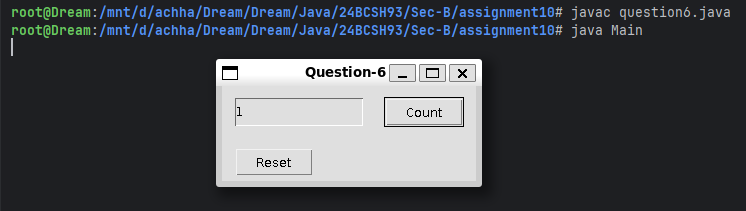 root@Dream:/mnt/d/achha/Dream/Dream/Java/24BCSH93/Sec-B/assignment10# javac question6.java
root@Dream:/mnt/d/achha/Dream/Dream/Java/24BCSH93/Sec-B/assignment10# java Main
Question-6
1 Count
Reset